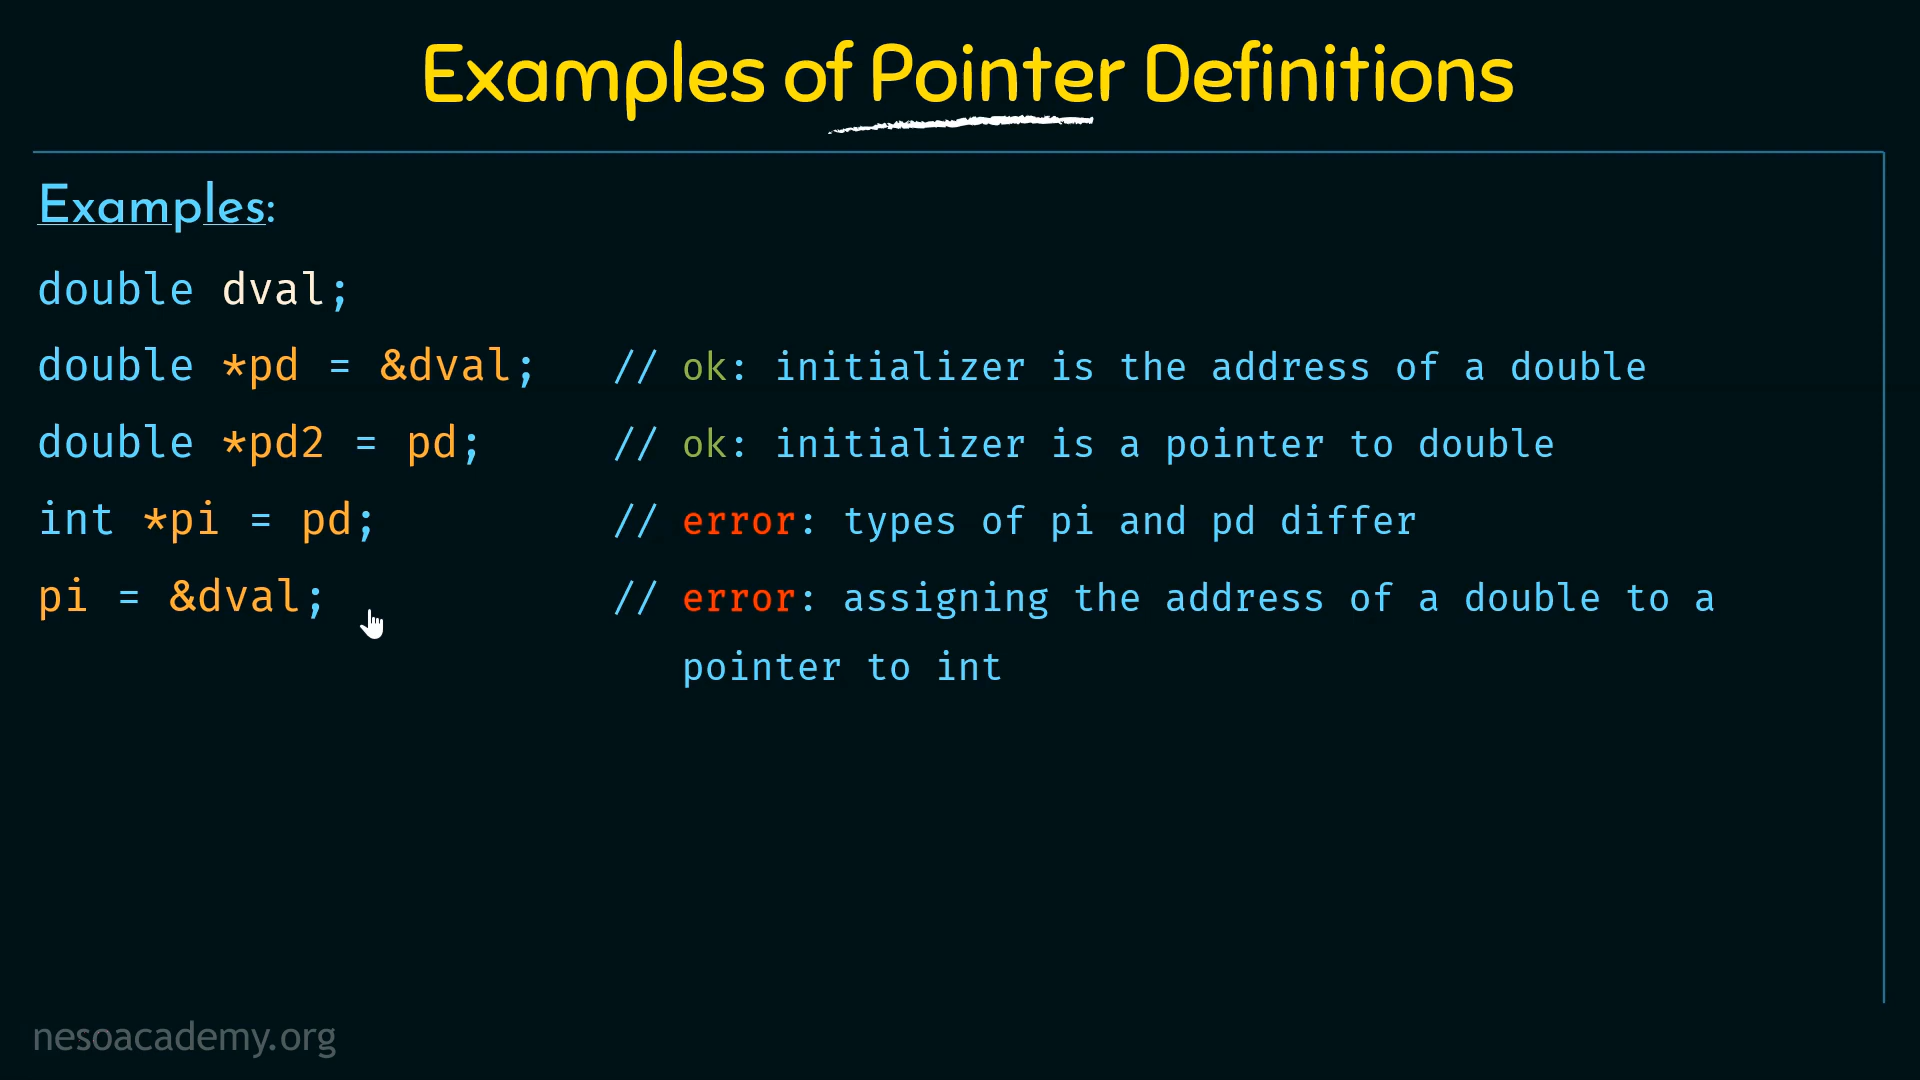 Examples of Pointer Definitions
Examples:
double dval;
double *pd = &dval; // ok: initializer is the address of a double
double *pd2 = pd; // ok: initializer is a pointer to double
int *pi = pd; // error: types of pi and pd differ
pi = &dval; // error: assigning the address of a double to a
pointer to int
nesoacademy.org